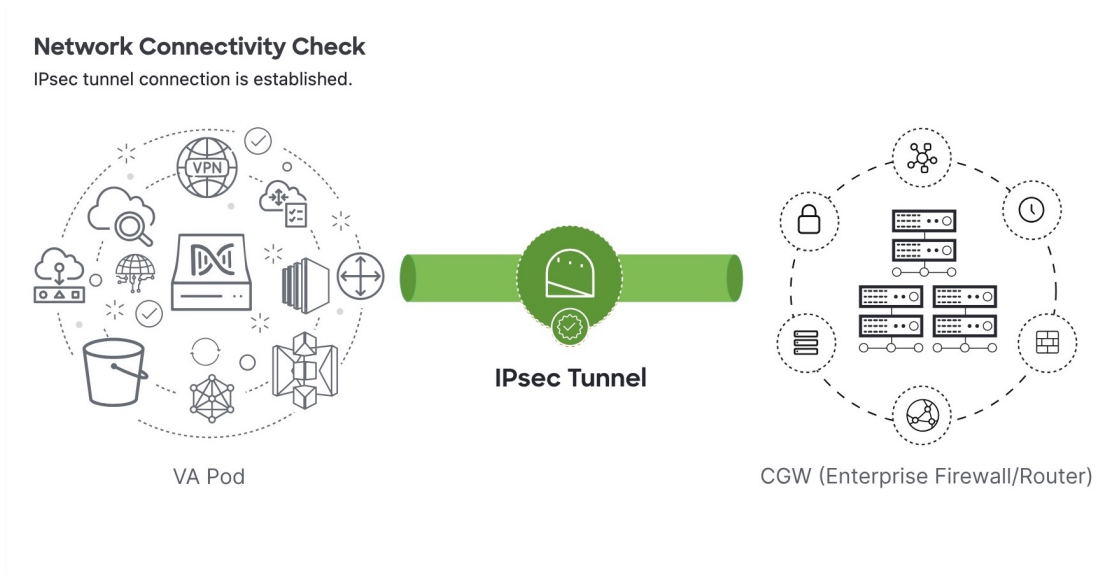 Network Connectivity Check
IPsec tunnel connection is established.
VPN
IPsec Tunnel
VA Pod
CGW (Enterprise Firewall/Router)